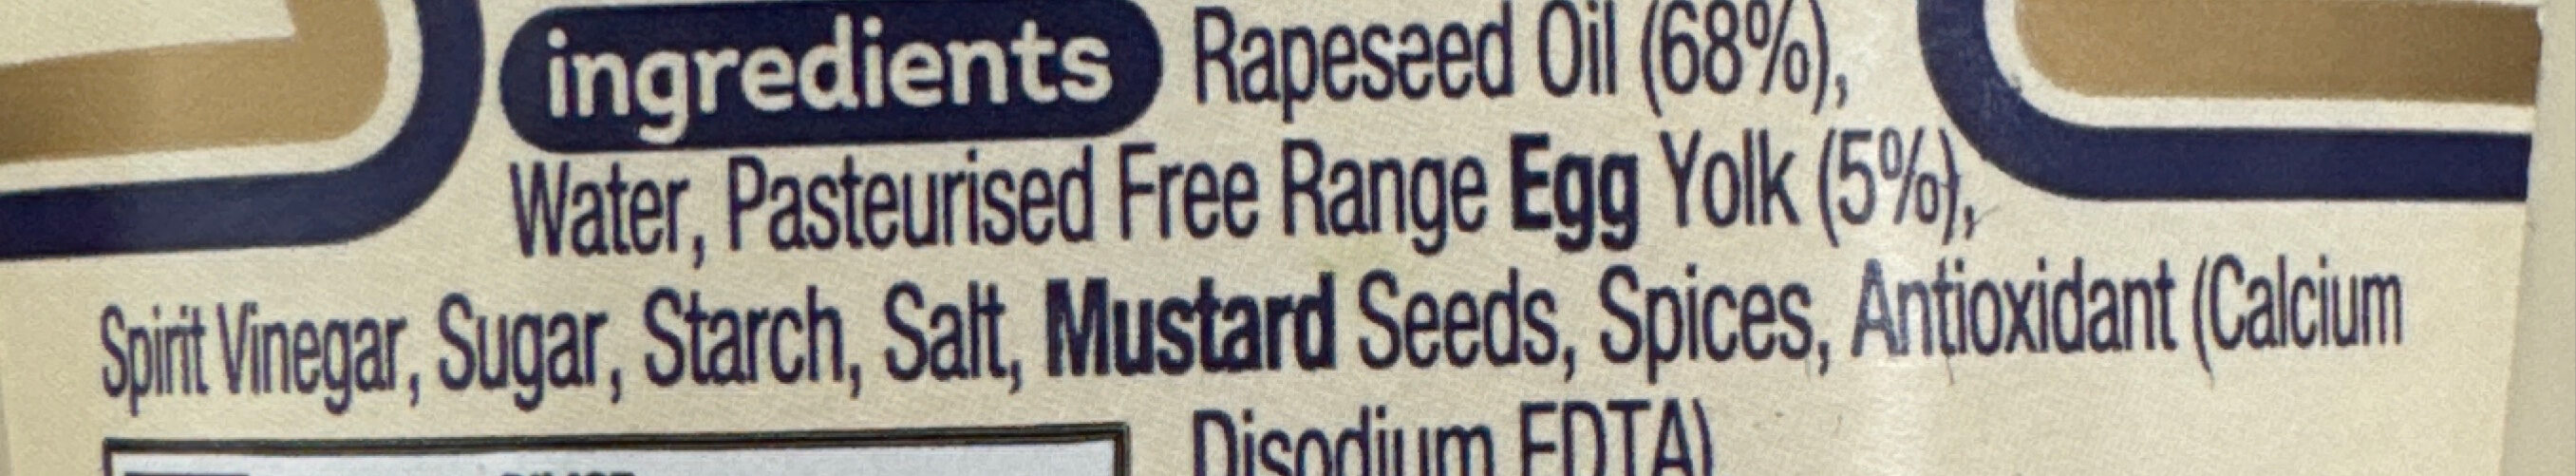 ingredients Rapeseed Oil (68%),
Water, Pasteurised Free Range Egg Yolk (5%),
Spirit Vinegar, Sugar, Starch, Salt, Mustard Seeds, Spices, Antioxidant (Calcium
Disodium EDTA)